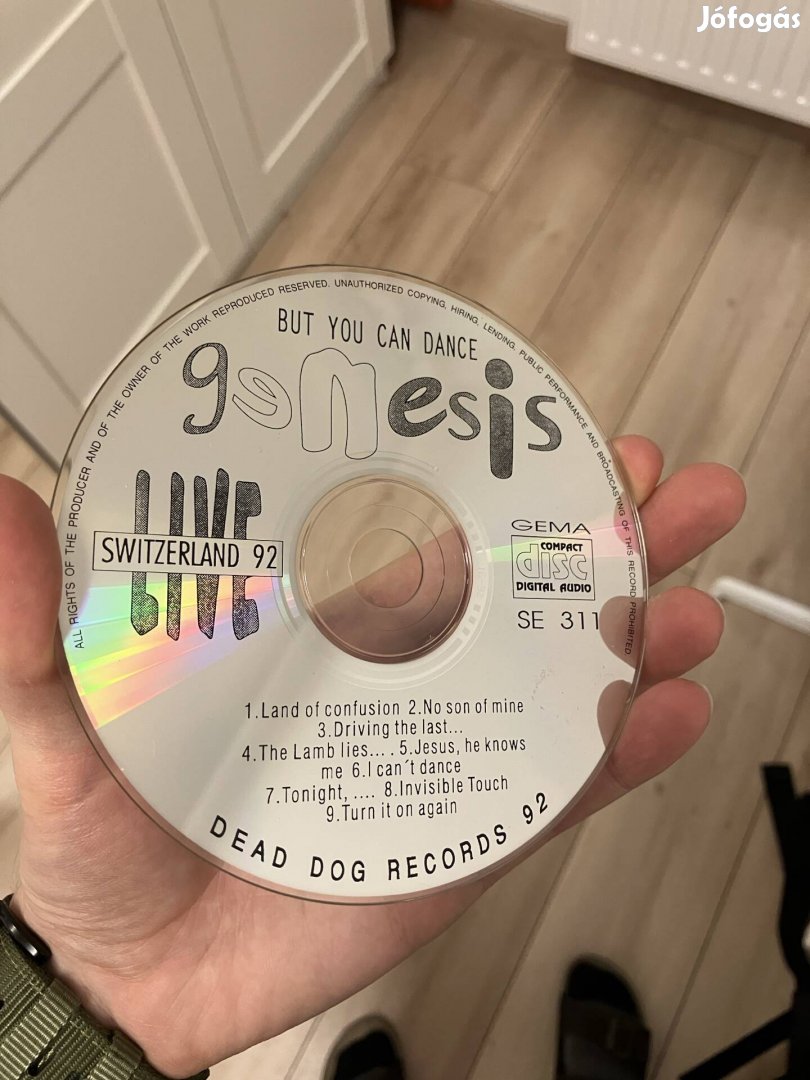 Jófogás
ALL RIGHTS OF THE PRODUCER AND OF THE OWNER OF THE WORK REPRODUCED RESERVED. UNAUTHORIZED COPYING, HIRING, LENDING, PUBLIC PERFORMANCE AND BROADCASTING OF THIS RECORD PROHIBITED.
BUT YOU CAN DANCE
genesis
LIVE
SWITZERLAND 92
GEMA
COMPACT
disc
DIGITAL AUDIO
SE 311
1.Land of confusion 2.No son of mine
3.Driving the last...
4.The Lamb lies... . 5.Jesus, he knows
me 6.I can´t dance
7.Tonight, .... 8.Invisible Touch
9.Turn it on again
DEAD DOG RECORDS 92